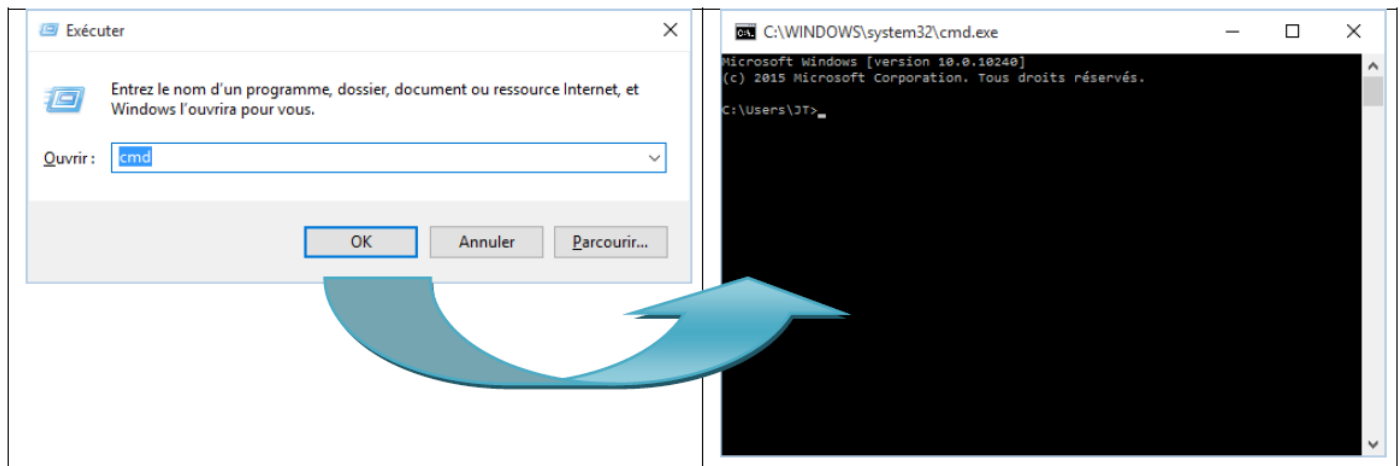 Exécuter
Entrez le nom d'un programme, dossier, document ou ressource Internet, et
Windows l'ouvrira pour vous.
Ouvrir : cmd
OK Annuler Parcourir...
C:\WINDOWS\system32\cmd.exe
Microsoft Windows [version 10.0.10240]
(c) 2015 Microsoft Corporation. Tous droits réservés.
C:\Users\JT>_